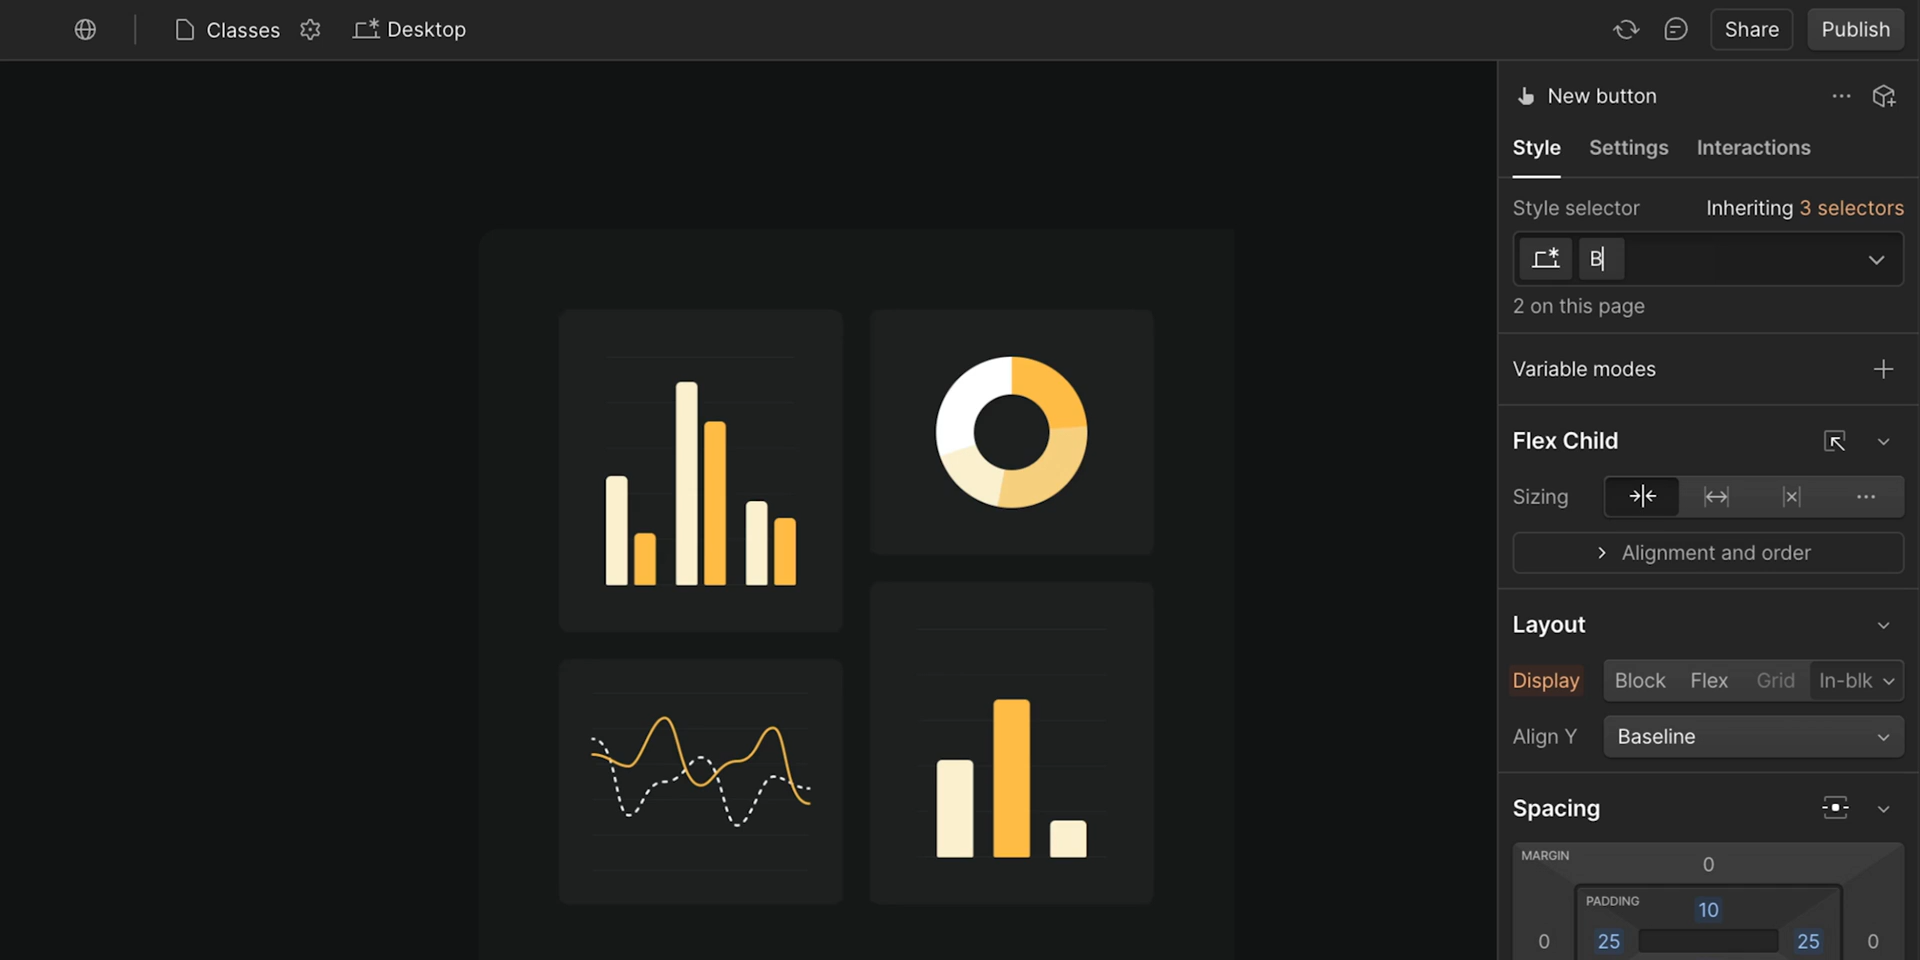 Classes Desktop Share Publish
New button
Style Settings Interactions
Style selector Inheriting 3 selectors
B
2 on this page
Variable modes
Flex Child
Sizing
Alignment and order
Layout
Display Block Flex Grid In-blk
Align Y Baseline
Spacing
MARGIN 0
PADDING 10
0 25 25 0